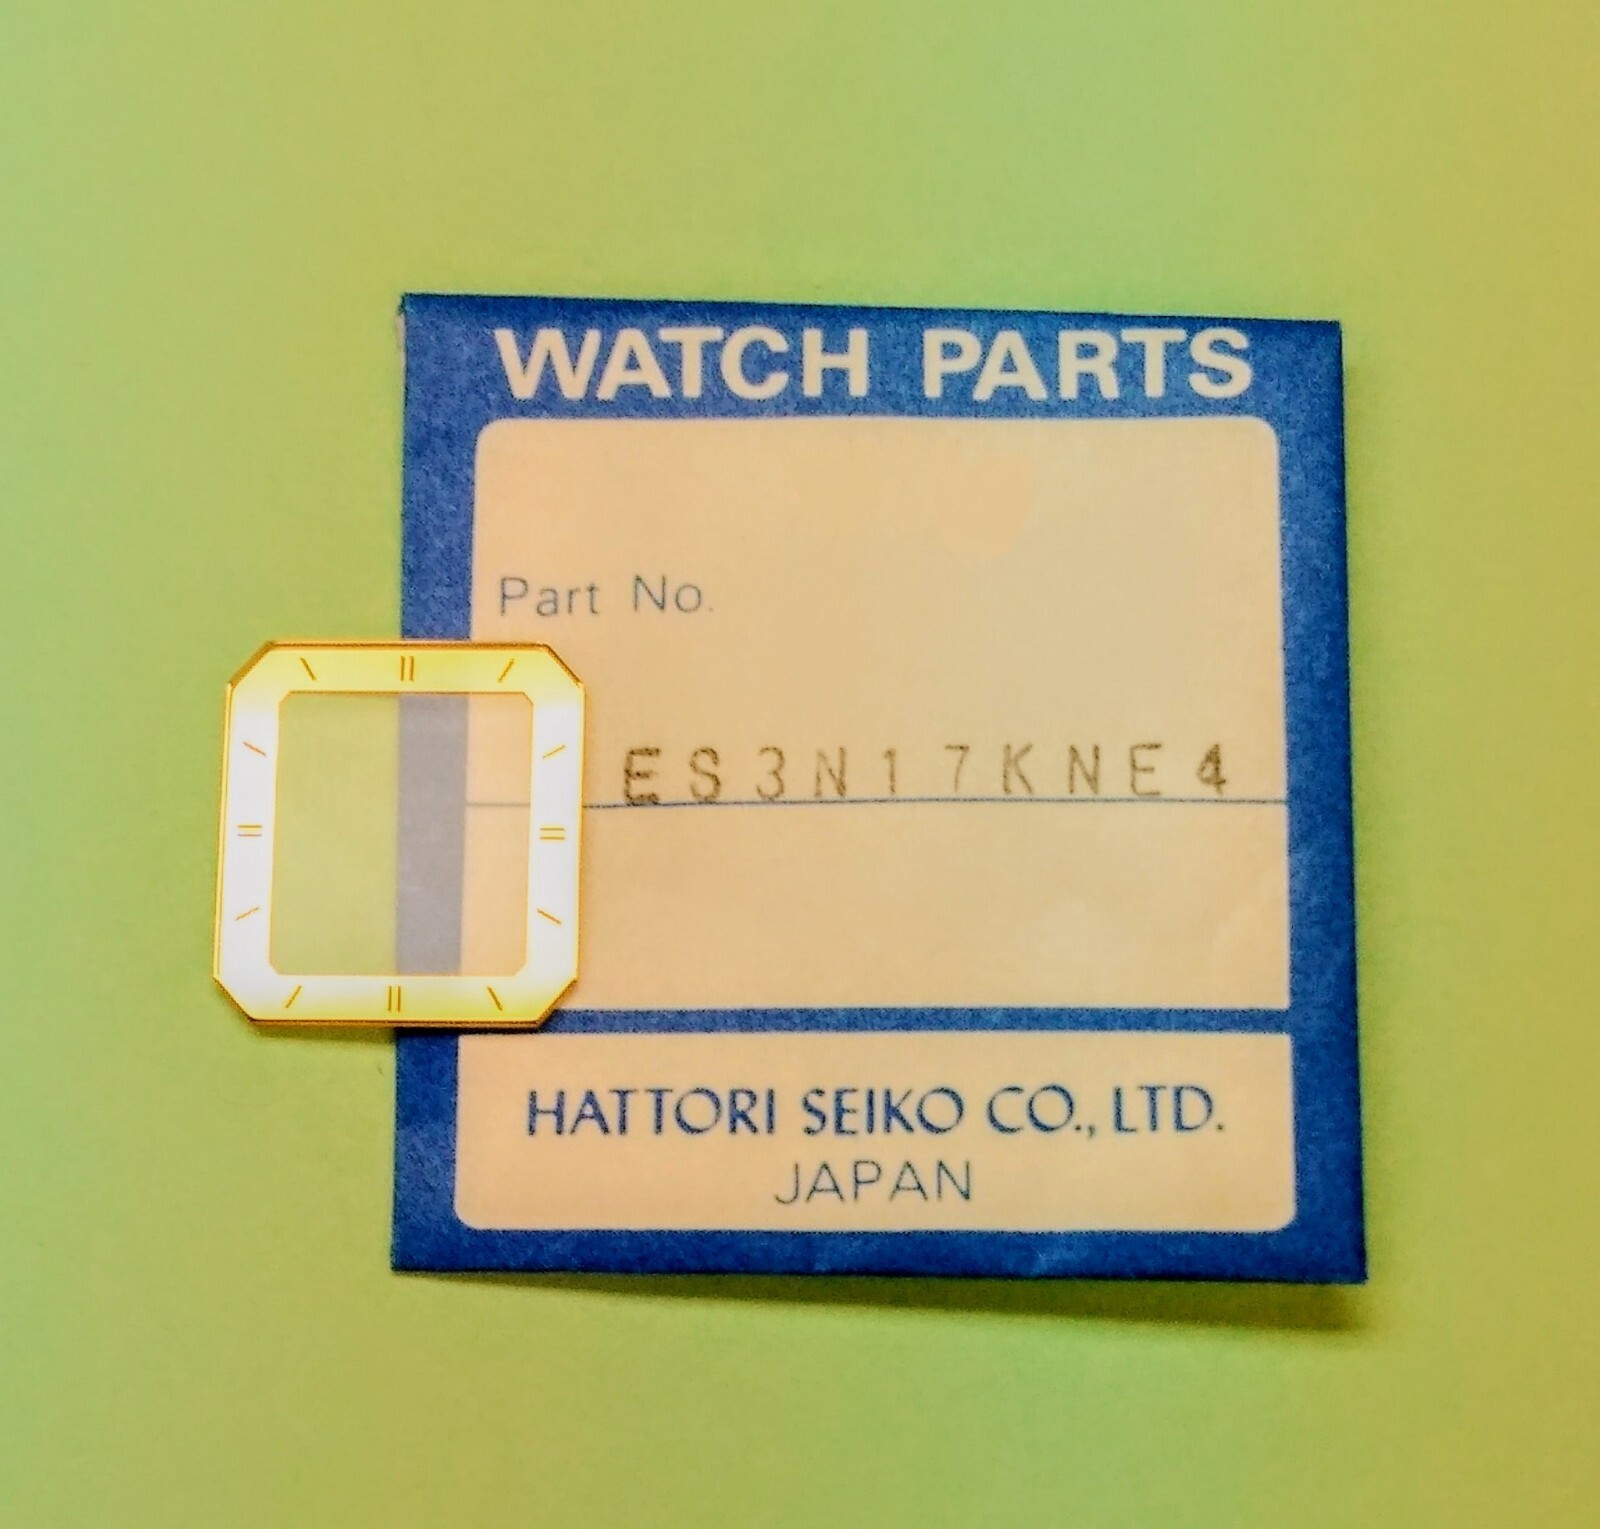 WATCH PARTS
Part No.
ES3N17KNE4
HATTORI SEIKO CO., LTD.
JAPAN